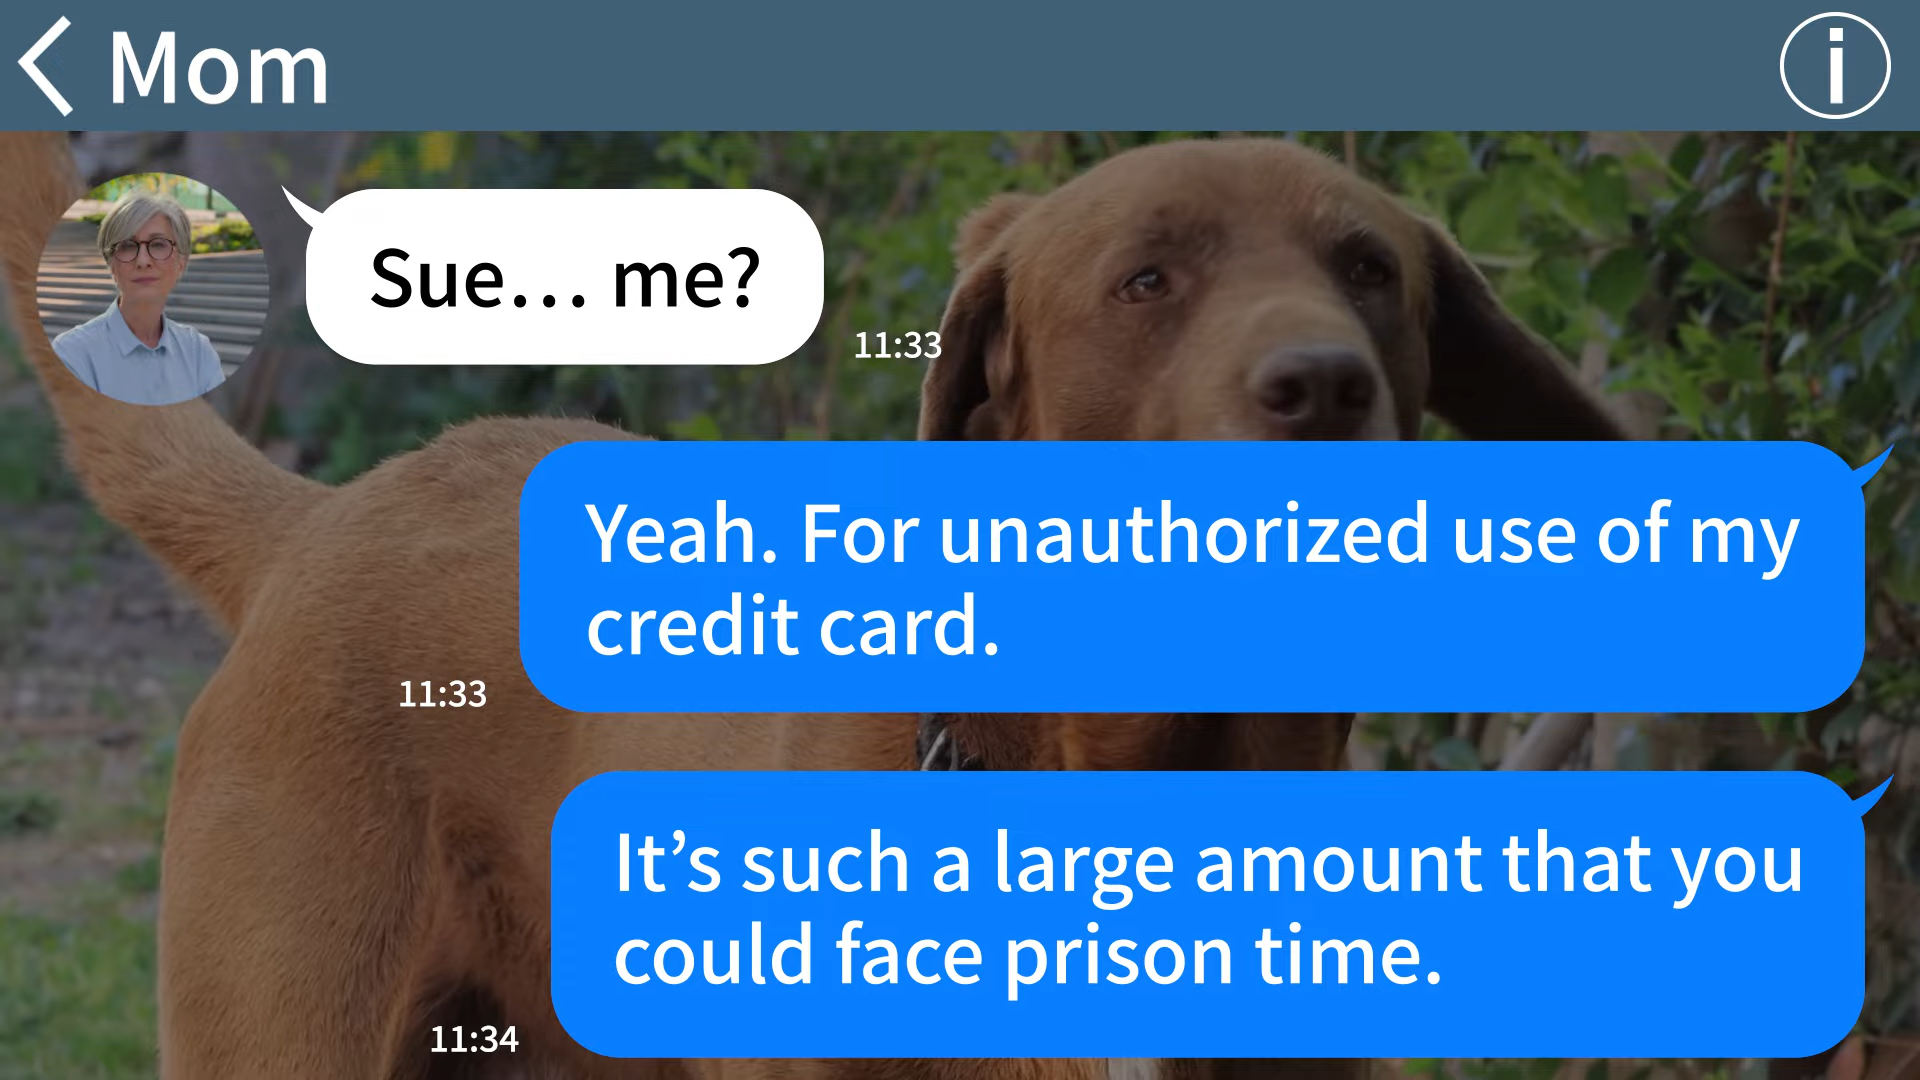 Mom
Sue... me?
11:33
Yeah. For unauthorized use of my
credit card.
11:33
It’s such a large amount that you
could face prison time.
11:34